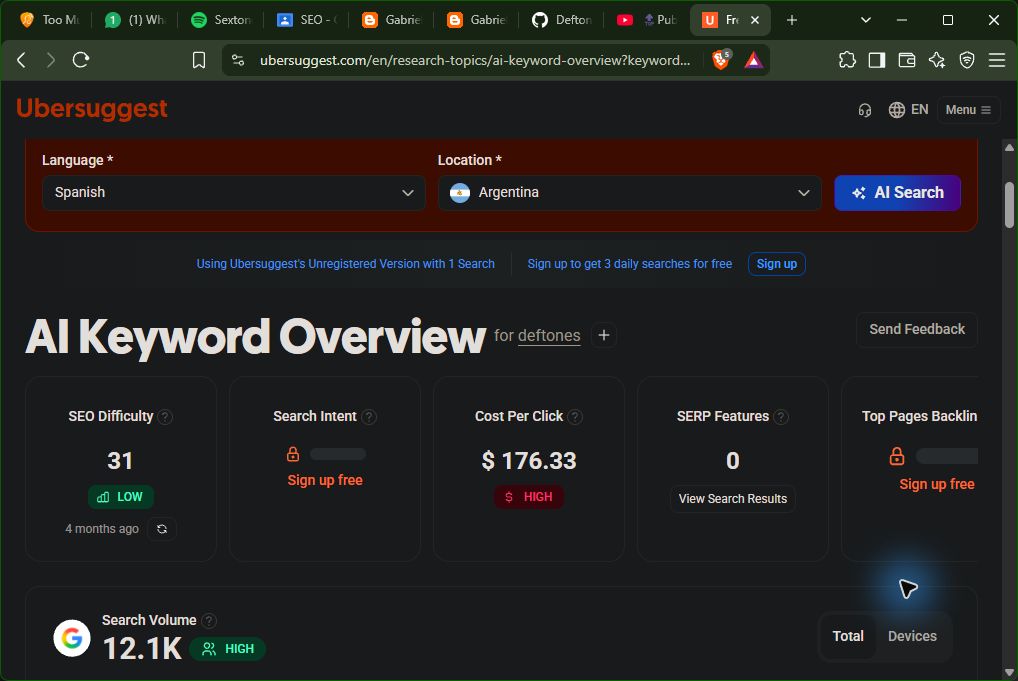 Too Mu
1
(1) Wha
Sexton
SEO -
Gabrie
Gabrie
Defton
Pub
U
Fr
ubersuggest.com/en/research-topics/ai-keyword-overview?keyword...
5
Ubersuggest
EN
Menu
Language *
Location *
Spanish
Argentina
AI Search
Using Ubersuggest's Unregistered Version with 1 Search
Sign up to get 3 daily searches for free
Sign up
AI Keyword Overview for deftones +
Send Feedback
SEO Difficulty ?
31
LOW
4 months ago
Search Intent ?
Sign up free
Cost Per Click ?
$ 176.33
$ HIGH
SERP Features ?
0
View Search Results
Top Pages Backlin
Sign up free
G
Search Volume ?
12.1K
HIGH
Total
Devices